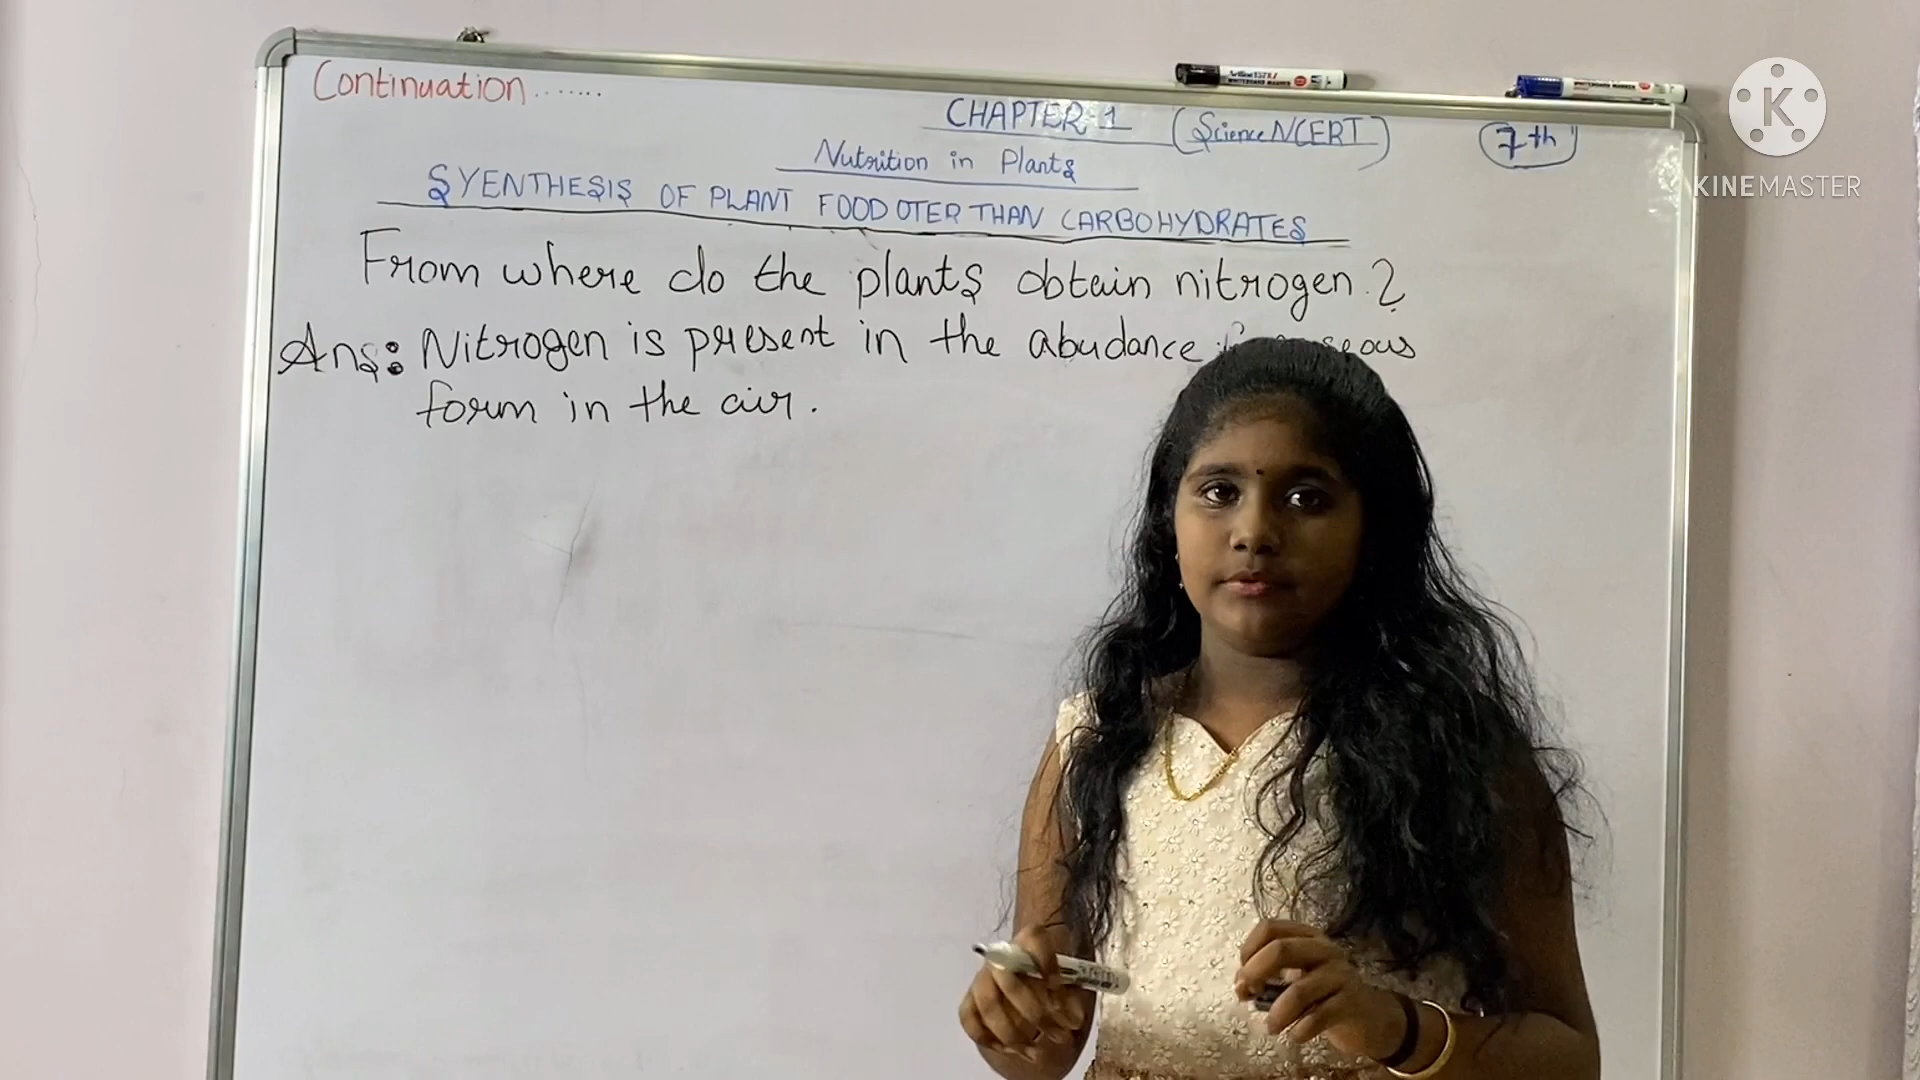 Continuation.......
CHAPTER-1 (Science NCERT) 7th
Nutrition in Plants
SYENTHESIS OF PLANT FOOD OTER THAN CARBOHYDRATES
From where do the plants obtain nitrogen.?
Ans: Nitrogen is present in the abudance
form in the air.
KINEMASTER
K